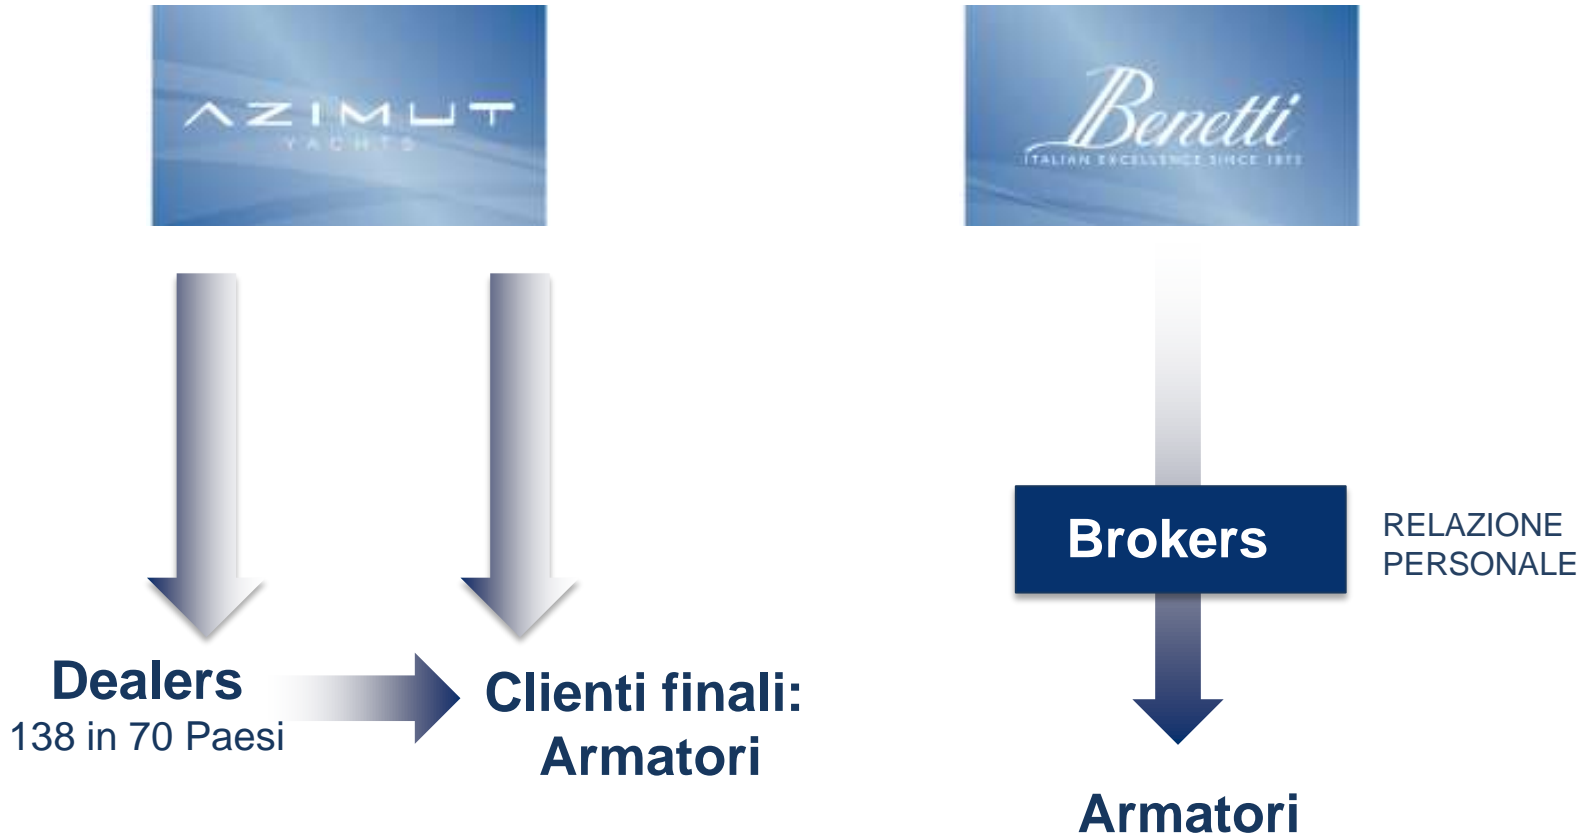 AZIMUT
YACHTS
Benetti
ITALIAN EXCELLENCE SINCE 1873
Brokers
RELAZIONE
PERSONALE
Dealers
138 in 70 Paesi
Clienti finali:
Armatori
Armatori